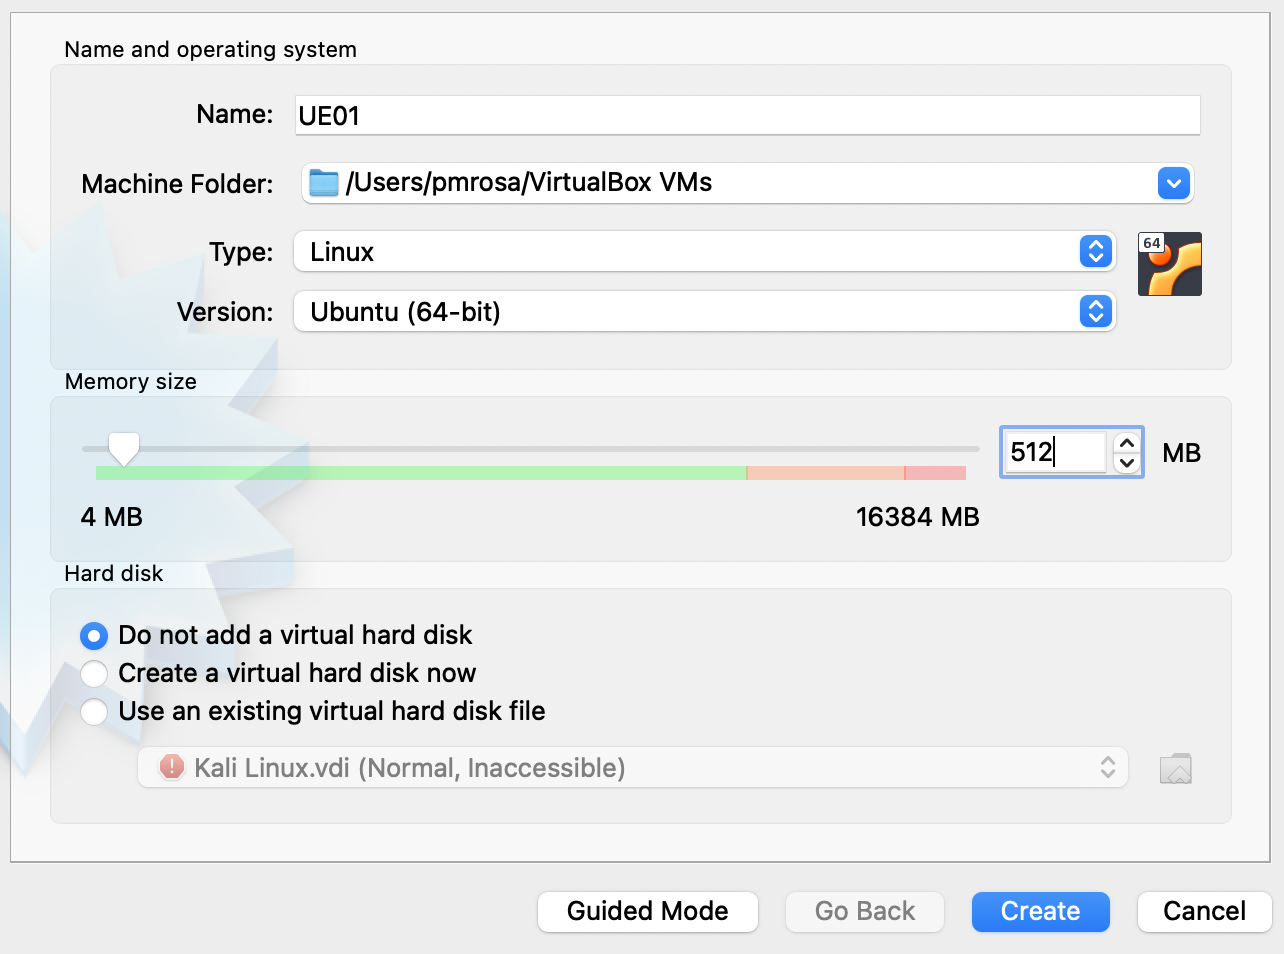 Name and operating system
Name: UE01
Machine Folder: /Users/pmrosa/VirtualBox VMs
Type: Linux
64
Version: Ubuntu (64-bit)
Memory size
512 MB
4 MB 16384 MB
Hard disk
Do not add a virtual hard disk
Create a virtual hard disk now
Use an existing virtual hard disk file
! Kali Linux.vdi (Normal, Inaccessible)
Guided Mode Go Back Create Cancel